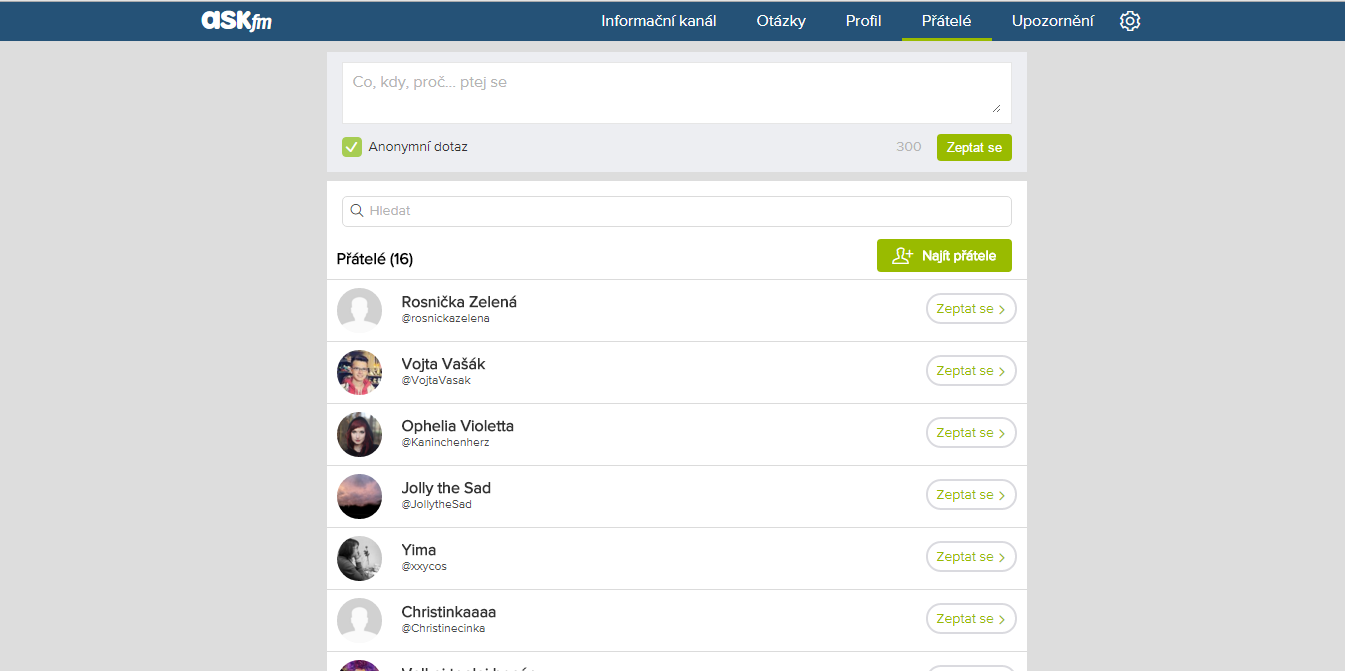 ASKfm
Informační kanál Otázky Profil Přátelé Upozornění
Co, kdy, proč... ptej se
Anonymní dotaz 300 Zeptat se
Hledat
Přátelé (16) Najít přátele
Rosnička Zelená
@rosnickazelena
Zeptat se
Vojta Vašák
@VojtaVasak
Zeptat se
Ophelia Violetta
@Kaninchenherz
Zeptat se
Jolly the Sad
@JollytheSad
Zeptat se
Yima
@xxycos
Zeptat se
Christinkaaaa
@Christinecinka
Zeptat se